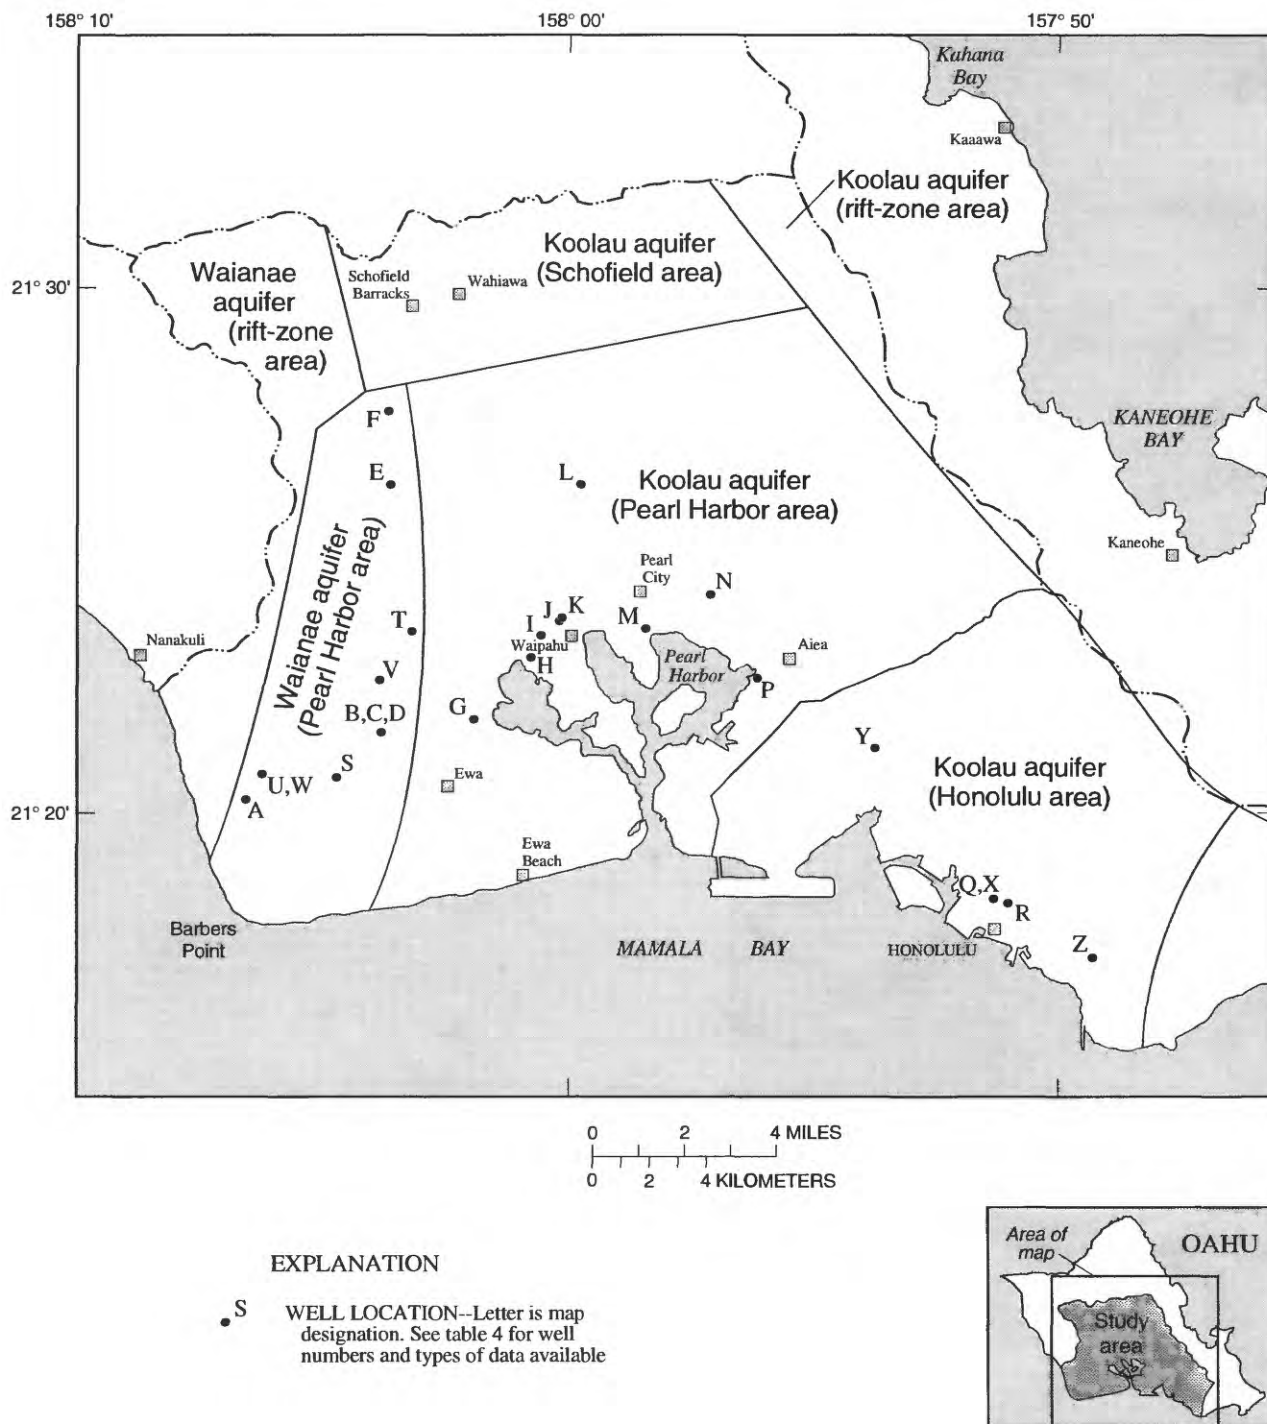 158° 10'
158° 00'
157° 50'
Kahana
Bay
Kaaawa
Koolau aquifer
(rift-zone area)
Koolau aquifer
(Schofield area)
Waianae
aquifer
(rift-zone
area)
Schofield
Barracks
Wahiawa
21° 30'
F
KANEOHE
BAY
E
L
Koolau aquifer
(Pearl Harbor area)
Waianae aquifer
(Pearl Harbor area)
Kaneohe
Pearl
City
N
T
J
K
I
M
Nanakuli
Waipahu
H
Pearl
Harbor
Aiea
P
V
B,C,D
G
Y
Koolau aquifer
(Honolulu area)
U,W
S
Ewa
A
21° 20'
Ewa
Beach
Q,X
R
Barbers
Point
MAMALA BAY
HONOLULU
Z
0 2 4 MILES
0 2 4 KILOMETERS
EXPLANATION
S
WELL LOCATION--Letter is map
designation. See table 4 for well
numbers and types of data available
Area of
map
OAHU
Study
area